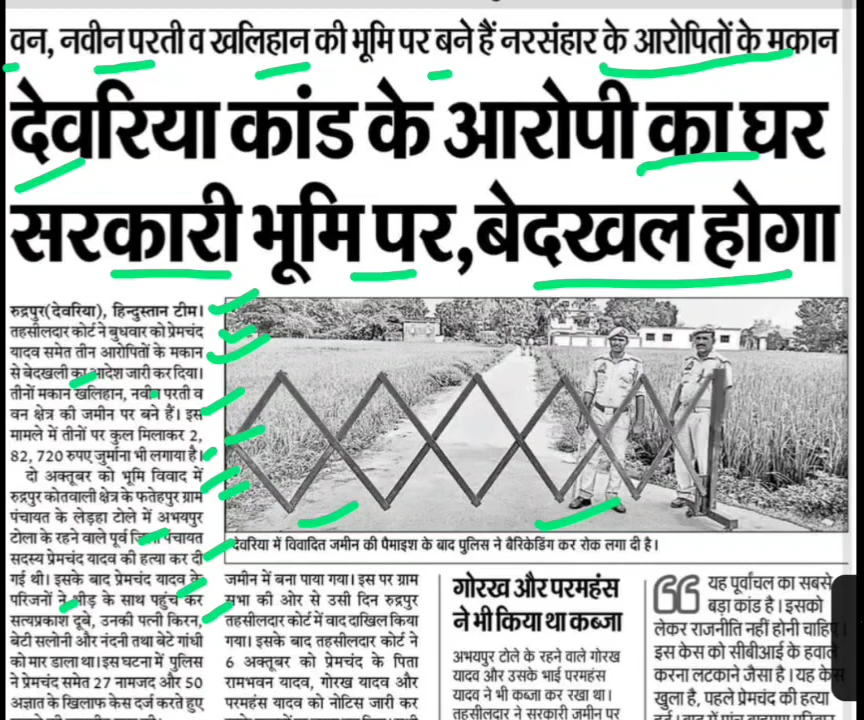 वन, नवीन परती व खलिहान की भूमि पर बने हैं नरसंहार के आरोपितों के मकान
देवरिया कांड के आरोपी का घर
सरकारी भूमि पर, बेदखल होगा
रुद्रपुर(देवरिया), हिन्दुस्तान टीम।
तहसीलदार कोर्ट ने बुधवार को प्रेमचंद
यादव समेत तीन आरोपितों के मकान
से बेदखली का आदेश जारी कर दिया।
तीनों मकान खलिहान, नवीन परती व
वन क्षेत्र की जमीन पर बने हैं। इस
मामले में तीनों पर कुल मिलाकर 2,
82, 720 रुपए जुर्माना भी लगाया है।
दो अक्तूबर को भूमि विवाद में
रुद्रपुर कोतवाली क्षेत्र के फतेहपुर ग्राम
पंचायत के लेड़हा टोले में अभयपुर
टोला के रहने वाले पूर्व जिला पंचायत
सदस्य प्रेमचंद यादव की हत्या कर दी
गई थी। इसके बाद प्रेमचंद यादव के
परिजनों ने भीड़ के साथ पहुंच कर
सत्यप्रकाश दूबे, उनकी पत्नी किरन,
बेटी सलोनी और नंदनी तथा बेटे गांधी
को मार डाला था। इस घटना में पुलिस
ने प्रेमचंद समेत 27 नामजद और 50
अज्ञात के खिलाफ केस दर्ज करते हुए
देवरिया में विवादित जमीन की पैमाइश के बाद पुलिस ने बैरिकेडिंग कर रोक लगा दी है।
जमीन में बना पाया गया। इस पर ग्राम
सभा की ओर से उसी दिन रुद्रपुर
तहसीलदार कोर्ट में वाद दाखिल किया
गया। इसके बाद तहसीलदार कोर्ट ने
6 अक्तूबर को प्रेमचंद के पिता
रामभवन यादव, गोरख यादव और
परमहंस यादव को नोटिस जारी कर
गोरख और परमहंस
ने भी किया था कब्जा
अभयपुर टोले के रहने वाले गोरख
यादव और उसके भाई परमहंस
यादव ने भी कब्जा कर रखा था।
तहसीलदार ने सरकारी जमीन पर
यह पूर्वांचल का सबसे
बड़ा कांड है। इसको
लेकर राजनीति नहीं होनी चाहिए
इस केस को सीबीआई के हवाले
करना लटकाने जैसा है। यह केस
खुला है, पहले प्रेमचंद की हत्या